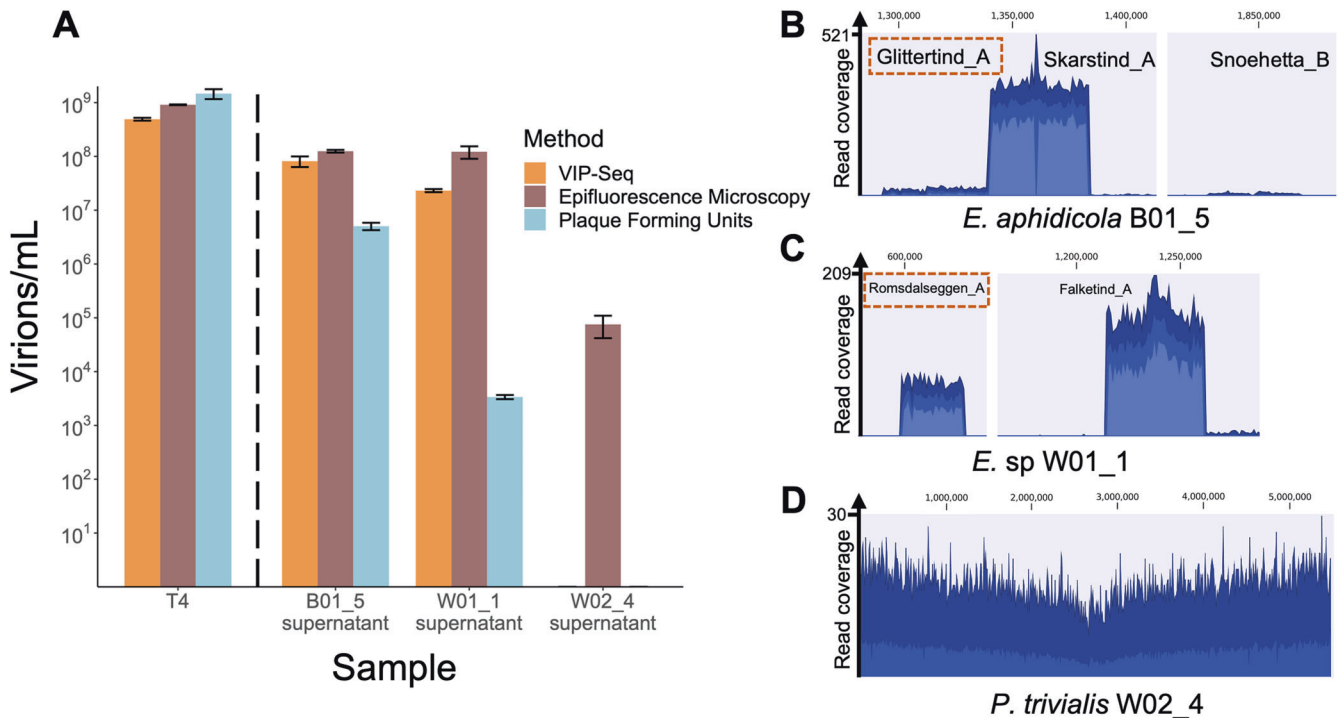 A
Virions/mL
10⁹
10⁸
10⁷
10⁶
10⁵
10⁴
10³
10²
10¹
Method
VIP-Seq
Epifluorescence Microscopy
Plaque Forming Units
T4
B01_5
supernatant
W01_1
supernatant
W02_4
supernatant
Sample
B
1,300,000
1,350,000
1,400,000
1,850,000
521
Read coverage
Glittertind_A
Skarstind_A
Snoehetta_B
E. aphidicola B01_5
C
600,000
1,200,000
1,250,000
209
Read coverage
Romsdalseggen_A
Falketind_A
E. sp W01_1
D
1,000,000
2,000,000
3,000,000
4,000,000
5,000,000
30
Read coverage
P. trivialis W02_4